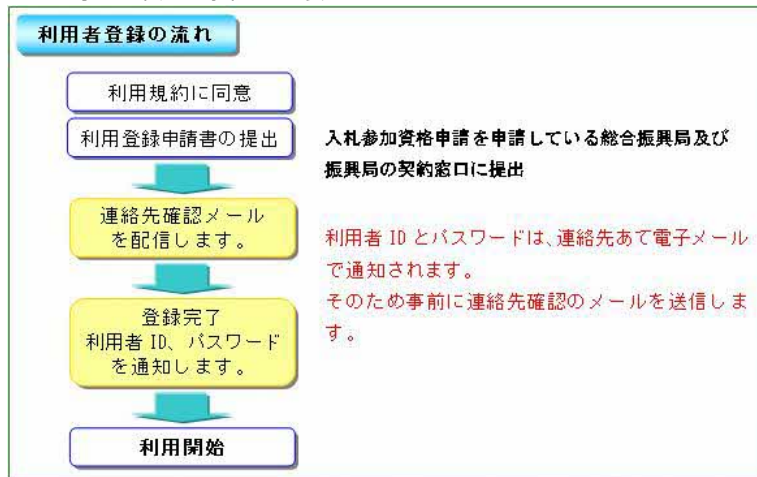 利用者登録の流れ
利用規約に同意
利用登録申請書の提出
入札参加資格申請を申請している総合振興局及び
振興局の契約窓口に提出
連絡先確認メール
を配信します。
利用者 ID とパスワードは、連絡先あて電子メール
で通知されます。
そのため事前に連絡先確認のメールを送信しま
す。
登録完了
利用者 ID、パスワード
を通知します。
利用開始